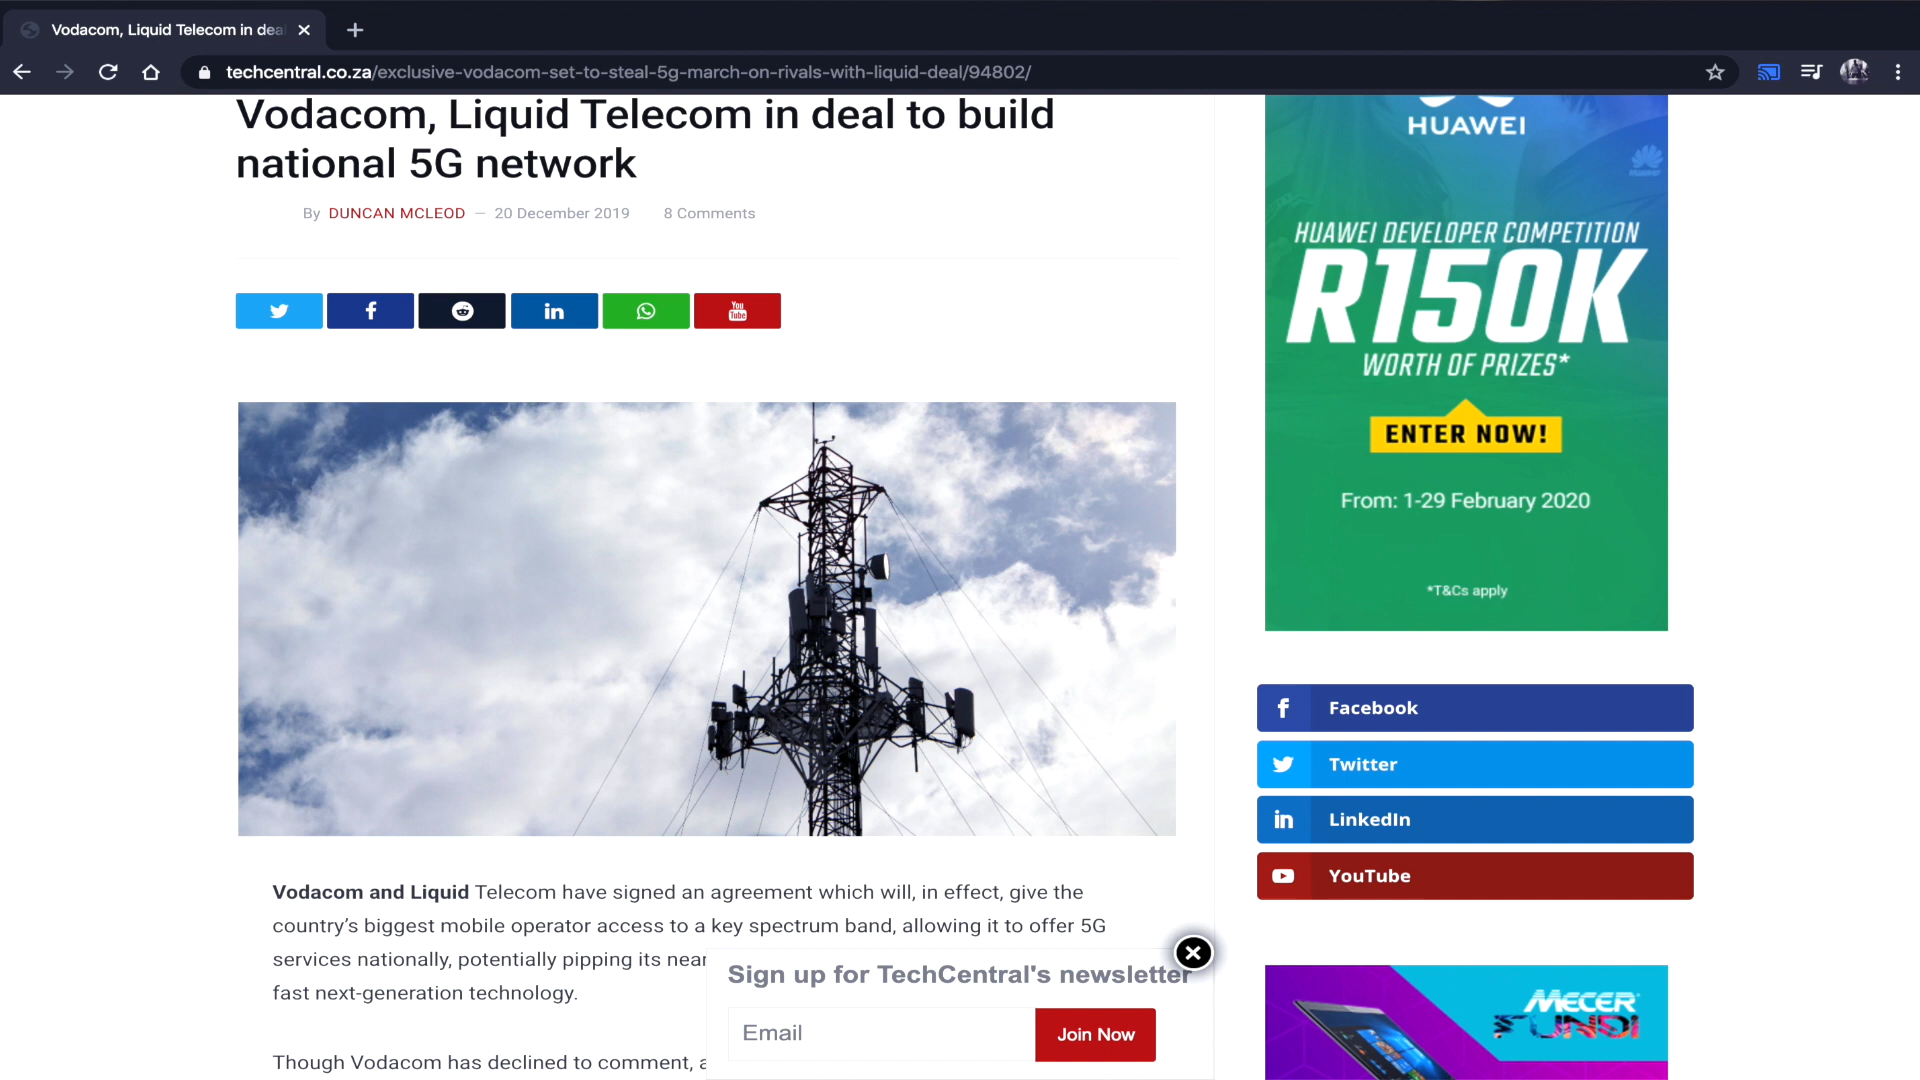 Vodacom, Liquid Telecom in deal
techcentral.co.za/exclusive-vodacom-set-to-steal-5g-march-on-rivals-with-liquid-deal/94802/
Vodacom, Liquid Telecom in deal to build
national 5G network
By DUNCAN MCLEOD — 20 December 2019 8 Comments
You
Tube
Vodacom and Liquid Telecom have signed an agreement which will, in effect, give the
country’s biggest mobile operator access to a key spectrum band, allowing it to offer 5G
services nationally, potentially pipping its near
fast next-generation technology.
Though Vodacom has declined to comment, a
Sign up for TechCentral's newsletter
Email
Join Now
HUAWEI
HUAWEI DEVELOPER COMPETITION
R150K
WORTH OF PRIZES*
ENTER NOW!
From: 1-29 February 2020
*T&Cs apply
Facebook
Twitter
LinkedIn
YouTube
MECER
FUNDI